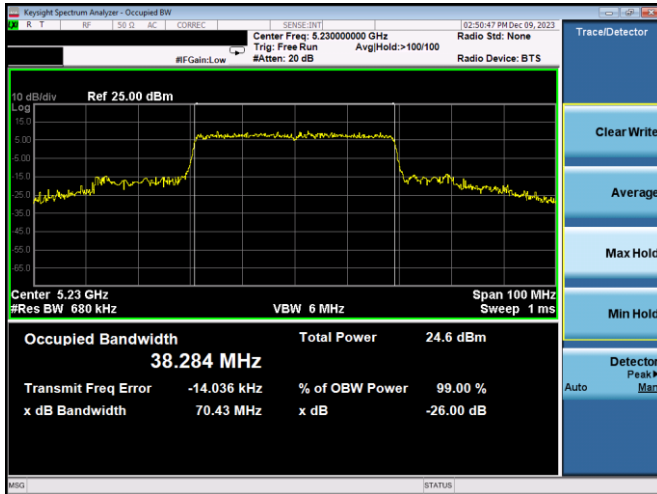 Keysight Spectrum Analyzer - Occupied BW
R T RF 50 Ω AC CORREC SENSE:INT 02:50:47 PM Dec 09, 2023
Center Freq: 5.230000000 GHz Radio Std: None
Trig: Free Run Avg|Hold:>100/100
#IFGain:Low #Atten: 20 dB Radio Device: BTS
10 dB/div Ref 25.00 dBm
Log
15.0
5.00
-5.00
-15.0
-25.0
-35.0
-45.0
-55.0
-65.0
Center 5.23 GHz Span 100 MHz
#Res BW 680 kHz VBW 6 MHz Sweep 1 ms
Occupied Bandwidth Total Power 24.6 dBm
38.284 MHz
Transmit Freq Error -14.036 kHz % of OBW Power 99.00 %
x dB Bandwidth 70.43 MHz x dB -26.00 dB
MSG STATUS
Trace/Detector
Clear Write
Average
Max Hold
Min Hold
Detector
Peak▶
Auto Man